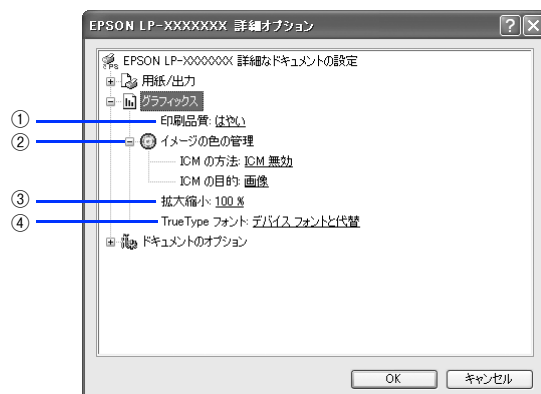 EPSON LP-XXXXXXX 詳細オプション
EPSON LP-XXXXXXX 詳細なドキュメントの設定
用紙/出力
グラフィックス
① 印刷品質: はやい
② イメージの色の管理
ICM の方法: ICM 無効
ICM の目的: 画像
③ 拡大縮小: 100 %
④ TrueType フォント: デバイス フォントと代替
ドキュメントのオプション
OK キャンセル